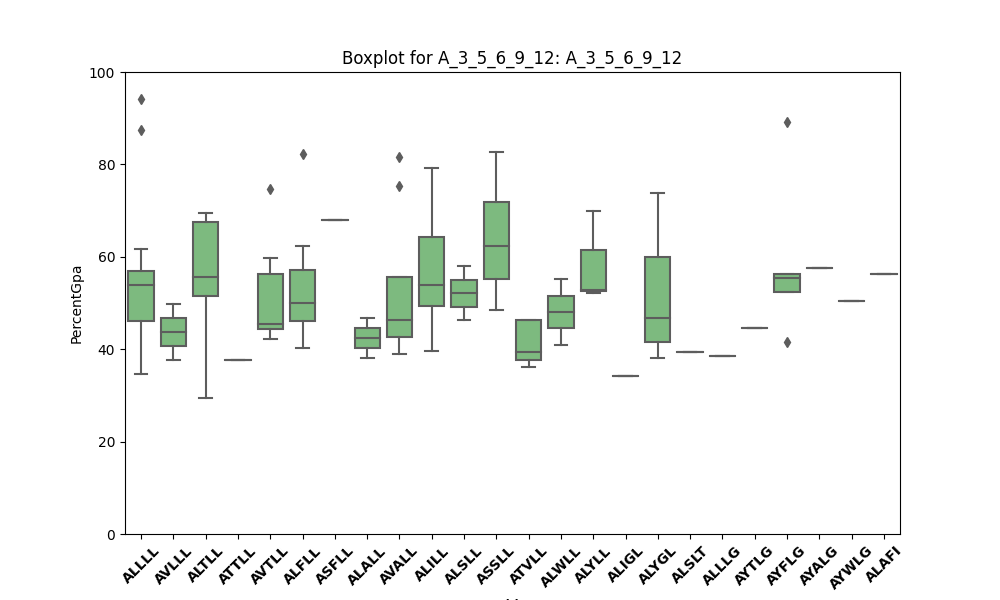 Boxplot for A_3_5_6_9_12: A_3_5_6_9_12
PercentGpa
100
80
60
40
20
0
ALLLL AVLLL ALTLL ATTLL AVTLL ALFLL ASFLL ALALL AVALL ALILL ALSLL ASSLL ATVLL ALWLL ALYLL ALIGL ALYGL ALSLT ALLLG AYTLG AYFLG AYALG AYWLG ALAFI